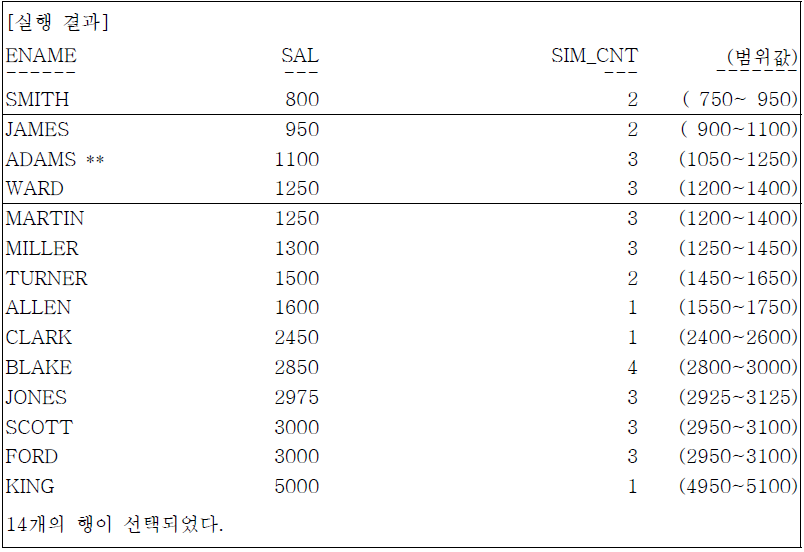 [실행 결과]
ENAME SAL SIM_CNT (범위값)
------ --- --- -------
SMITH 800 2 ( 750~ 950)
JAMES 950 2 ( 900~1100)
ADAMS ** 1100 3 (1050~1250)
WARD 1250 3 (1200~1400)
MARTIN 1250 3 (1200~1400)
MILLER 1300 3 (1250~1450)
TURNER 1500 2 (1450~1650)
ALLEN 1600 1 (1550~1750)
CLARK 2450 1 (2400~2600)
BLAKE 2850 4 (2800~3000)
JONES 2975 3 (2925~3125)
SCOTT 3000 3 (2950~3100)
FORD 3000 3 (2950~3100)
KING 5000 1 (4950~5100)
14개의 행이 선택되었다.